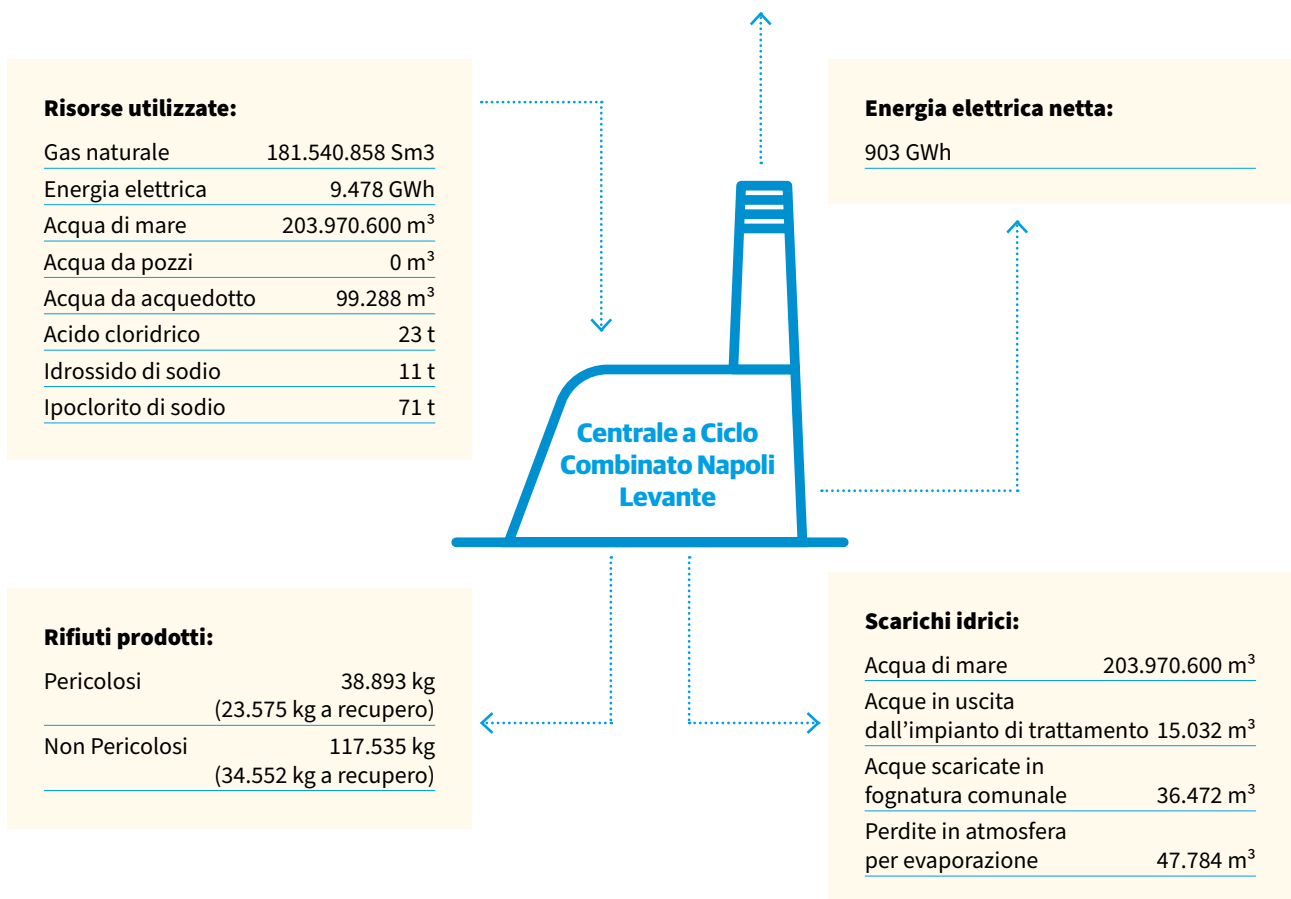 Risorse utilizzate:
Gas naturale 181.540.858 Sm3
Energia elettrica 9.478 GWh
Acqua di mare 203.970.600 m³
Acqua da pozzi 0 m³
Acqua da acquedotto 99.288 m³
Acido cloridrico 23 t
Idrossido di sodio 11 t
Ipoclorito di sodio 71 t
Energia elettrica netta:
903 GWh
Centrale a Ciclo
Combinato Napoli
Levante
Rifiuti prodotti:
Pericolosi 38.893 kg
(23.575 kg a recupero)
Non Pericolosi 117.535 kg
(34.552 kg a recupero)
Scarichi idrici:
Acqua di mare 203.970.600 m³
Acque in uscita
dall’impianto di trattamento 15.032 m³
Acque scaricate in
fognatura comunale 36.472 m³
Perdite in atmosfera
per evaporazione 47.784 m³